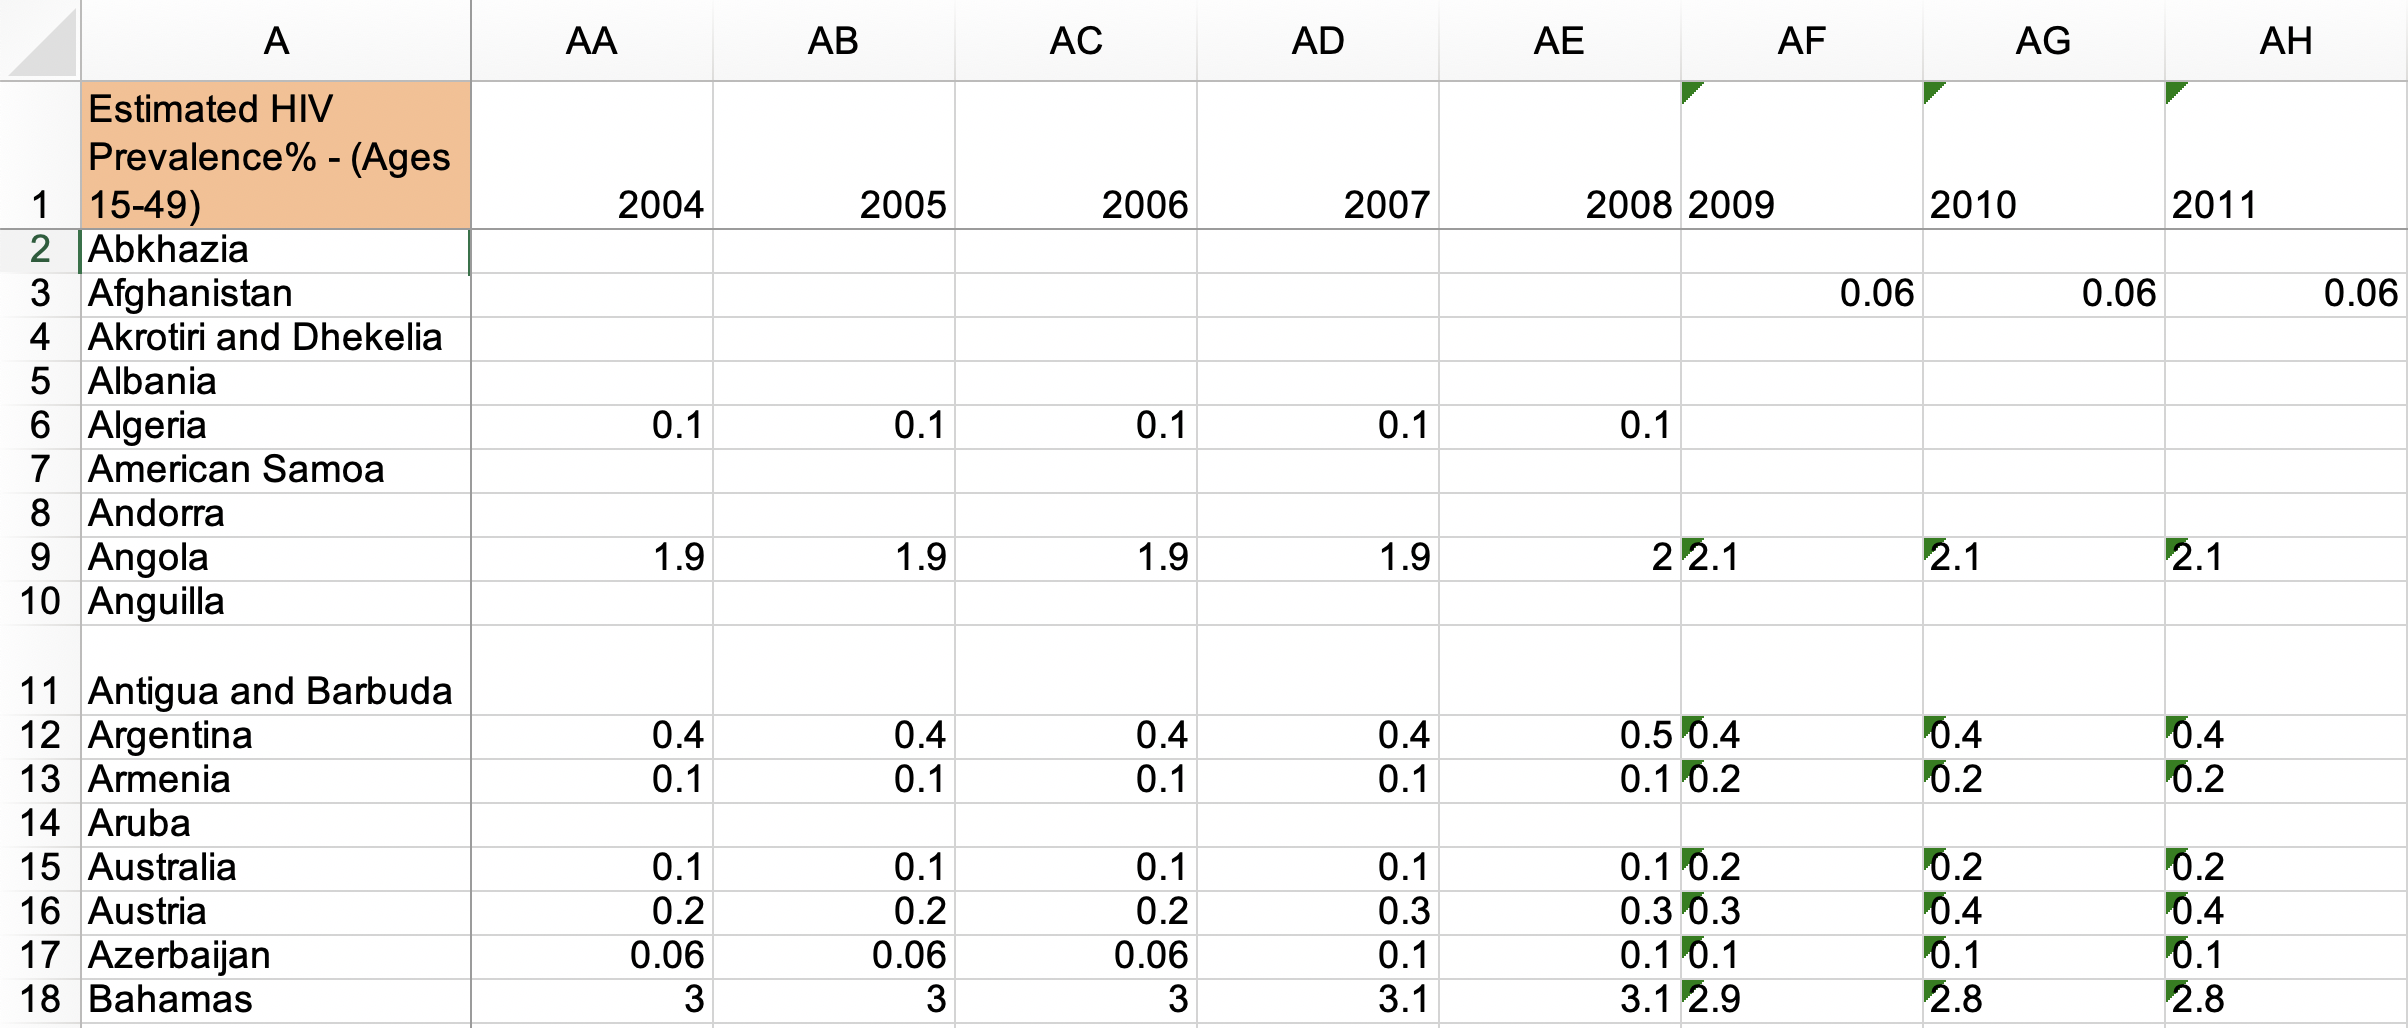 A AA AB AC AD AE AF AG AH
Estimated HIV
Prevalence% - (Ages
1 15-49) 2004 2005 2006 2007 2008 2009 2010 2011
2 Abkhazia
3 Afghanistan 0.06 0.06 0.06
4 Akrotiri and Dhekelia
5 Albania
6 Algeria 0.1 0.1 0.1 0.1 0.1
7 American Samoa
8 Andorra
9 Angola 1.9 1.9 1.9 1.9 2 2.1 2.1 2.1
10 Anguilla
11 Antigua and Barbuda
12 Argentina 0.4 0.4 0.4 0.4 0.5 0.4 0.4 0.4
13 Armenia 0.1 0.1 0.1 0.1 0.1 0.2 0.2 0.2
14 Aruba
15 Australia 0.1 0.1 0.1 0.1 0.1 0.2 0.2 0.2
16 Austria 0.2 0.2 0.2 0.3 0.3 0.3 0.4 0.4
17 Azerbaijan 0.06 0.06 0.06 0.1 0.1 0.1 0.1 0.1
18 Bahamas 3 3 3 3.1 3.1 2.9 2.8 2.8